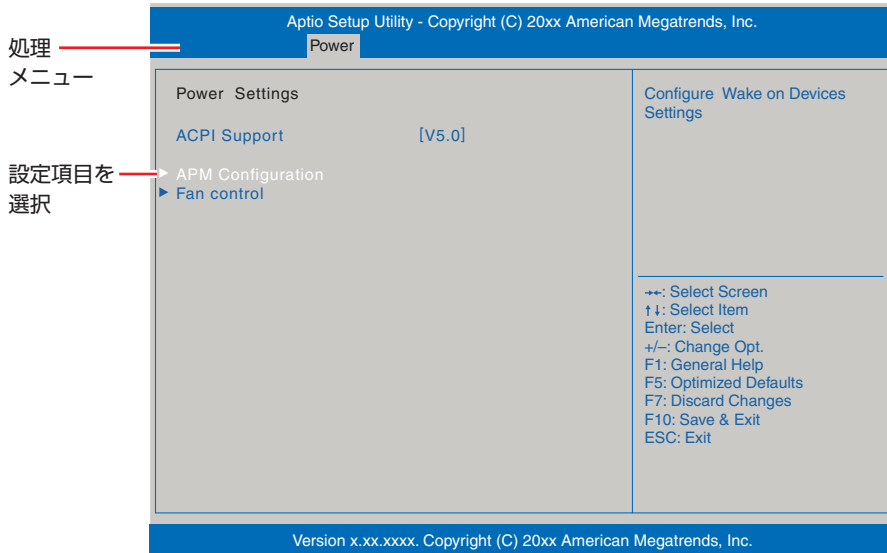 Aptio Setup Utility - Copyright (C) 20xx American Megatrends, Inc.
Power
処理
メニュー
Power Settings
ACPI Support [V5.0]
設定項目を
選択
▶ APM Configuration
▶ Fan control
Configure Wake on Devices
Settings
→←: Select Screen
↑↓: Select Item
Enter: Select
+/–: Change Opt.
F1: General Help
F5: Optimized Defaults
F7: Discard Changes
F10: Save & Exit
ESC: Exit
Version x.xx.xxxx. Copyright (C) 20xx American Megatrends, Inc.